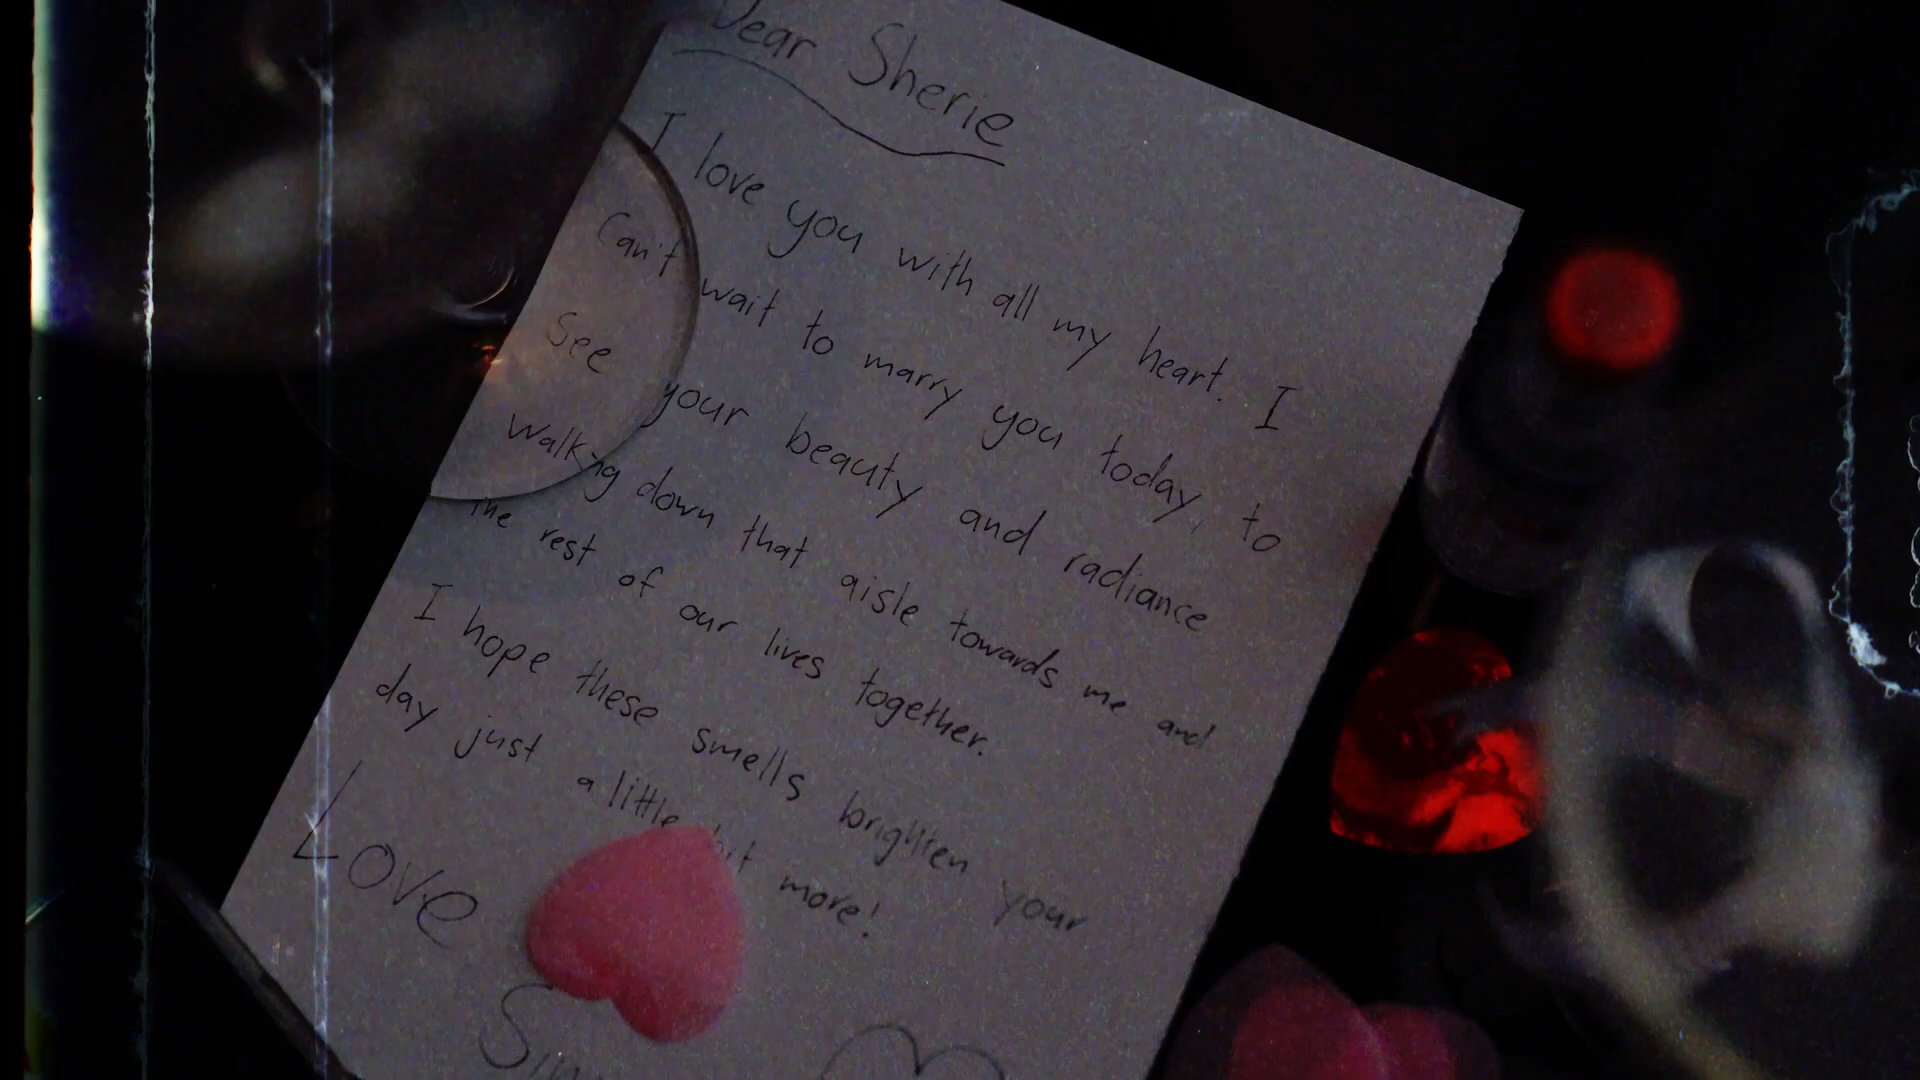 Dear Sherie
I love you with all my heart. I
Can't wait to marry you today, to
See your beauty and radiance
Walking down that aisle towards me and
the rest of our lives together.
I hope these smells brighten your
day just a little bit more!
Love